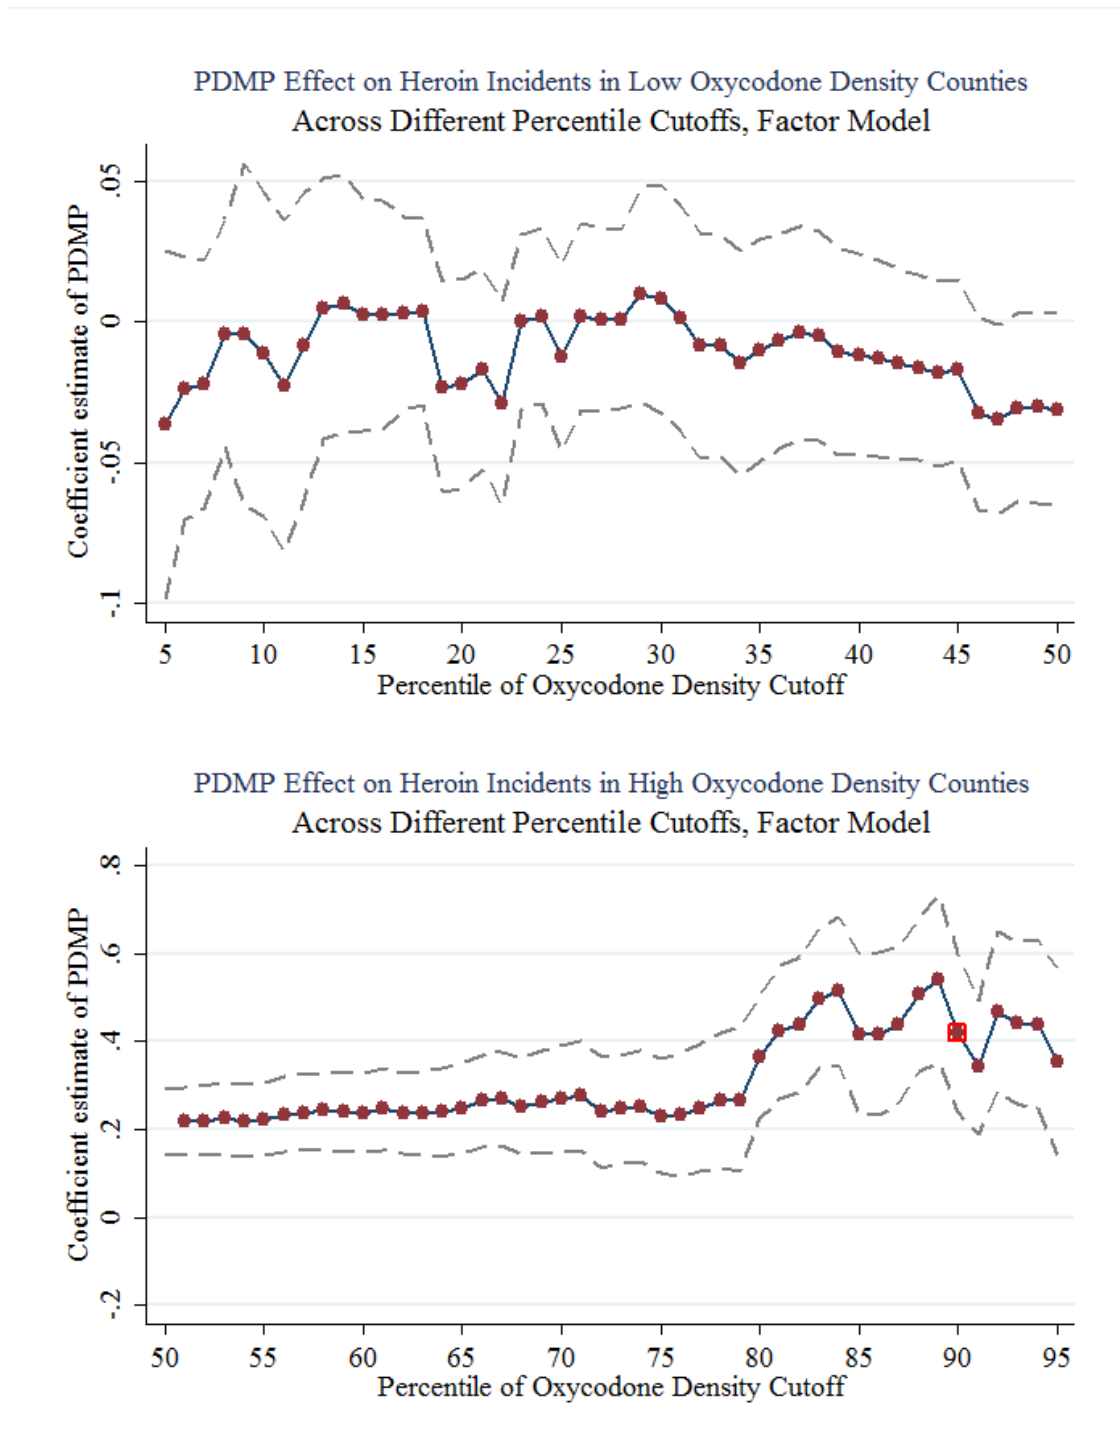 PDMP Effect on Heroin Incidents in Low Oxycodone Density Counties
Across Different Percentile Cutoffs, Factor Model
Coefficient estimate of PDMP
.05
0
-.05
-.1
5 10 15 20 25 30 35 40 45 50
Percentile of Oxycodone Density Cutoff
PDMP Effect on Heroin Incidents in High Oxycodone Density Counties
Across Different Percentile Cutoffs, Factor Model
Coefficient estimate of PDMP
.8
.6
.4
.2
0
-.2
50 55 60 65 70 75 80 85 90 95
Percentile of Oxycodone Density Cutoff